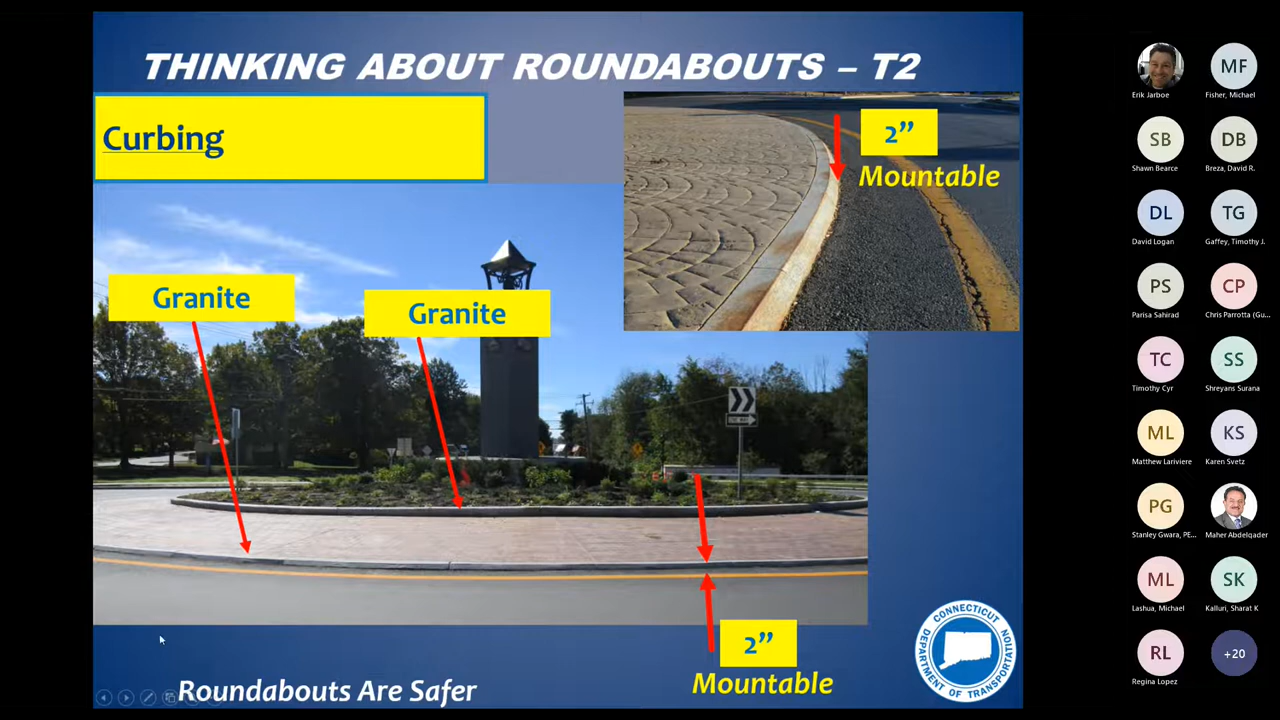 THINKING ABOUT ROUNDABOUTS – T2
Curbing
2”
Mountable
Granite
Granite
2”
Mountable
Roundabouts Are Safer
CONNECTICUT
DEPARTMENT OF TRANSPORTATION
Erik Jarboe
MF
Fisher, Michael
SB
Shawn Bearce
DB
Breza, David R.
DL
David Logan
TG
Gaffey, Timothy J.
PS
Parisa Sahirad
CP
Chris Parrotta (Gu...
TC
Timothy Cyr
SS
Shreyans Surana
ML
Matthew Lariviere
KS
Karen Svetz
PG
Stanley Gwara, PE...
Maher Abdelqader
ML
Lashua, Michael
SK
Kalluri, Sharat K
RL
Regina Lopez
+20